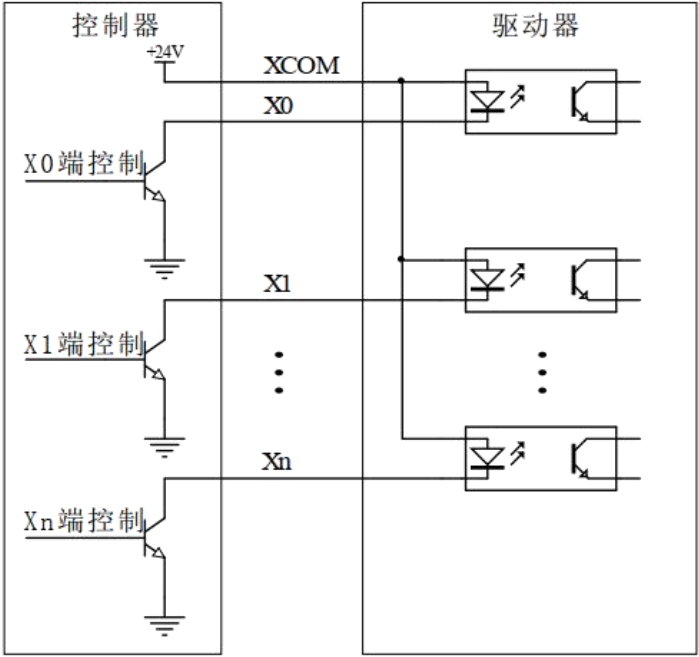 控制器
驱动器
+24V
XCOM
X0
X0端控制
X1
X1端控制
Xn
Xn端控制